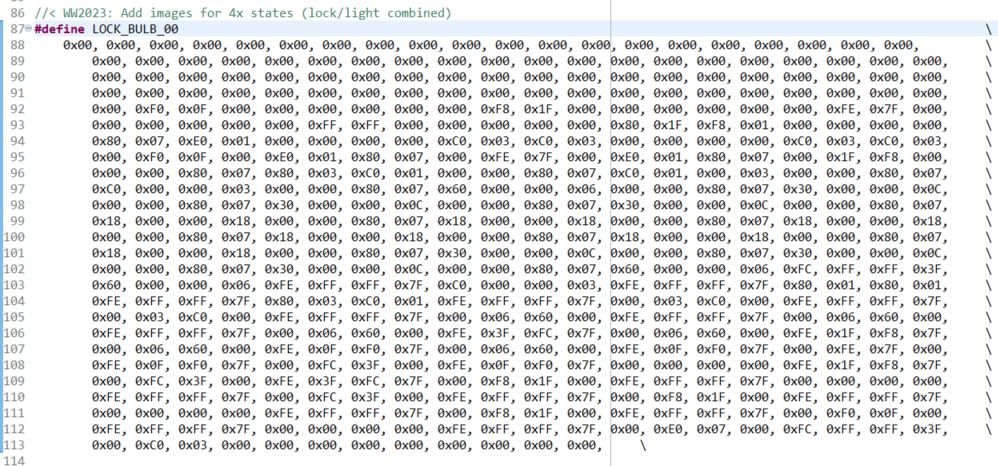 86 //< WW2023: Add images for 4x states (lock/light combined)
87 #define LOCK_BULB_00 \
88 0x00, 0x00, 0x00, 0x00, 0x00, 0x00, 0x00, 0x00, 0x00, 0x00, 0x00, 0x00, 0x00, 0x00, 0x00, 0x00, 0x00, 0x00, 0x00, 0x00, \
89 0x00, 0x00, 0x00, 0x00, 0x00, 0x00, 0x00, 0x00, 0x00, 0x00, 0x00, 0x00, 0x00, 0x00, 0x00, 0x00, 0x00, 0x00, 0x00, 0x00, \
90 0x00, 0x00, 0x00, 0x00, 0x00, 0x00, 0x00, 0x00, 0x00, 0x00, 0x00, 0x00, 0x00, 0x00, 0x00, 0x00, 0x00, 0x00, 0x00, 0x00, \
91 0x00, 0x00, 0x00, 0x00, 0x00, 0x00, 0x00, 0x00, 0x00, 0x00, 0x00, 0x00, 0x00, 0x00, 0x00, 0x00, 0x00, 0x00, 0x00, 0x00, \
92 0x00, 0xF0, 0x0F, 0x00, 0x00, 0x00, 0x00, 0x00, 0x00, 0xF8, 0x1F, 0x00, 0x00, 0x00, 0x00, 0x00, 0x00, 0xFE, 0x7F, 0x00, \
93 0x00, 0x00, 0x00, 0x00, 0x00, 0xFF, 0xFF, 0x00, 0x00, 0x00, 0x00, 0x00, 0x80, 0x1F, 0xF8, 0x01, 0x00, 0x00, 0x00, 0x00, \
94 0x80, 0x07, 0xE0, 0x01, 0x00, 0x00, 0x00, 0x00, 0xC0, 0x03, 0xC0, 0x03, 0x00, 0x00, 0x00, 0x00, 0xC0, 0x03, 0xC0, 0x03, \
95 0x00, 0xF0, 0x0F, 0x00, 0xE0, 0x01, 0x80, 0x07, 0x00, 0xFE, 0x7F, 0x00, 0xE0, 0x01, 0x80, 0x07, 0x00, 0x1F, 0xF8, 0x00, \
96 0x00, 0x00, 0x80, 0x07, 0x80, 0x03, 0xC0, 0x01, 0x00, 0x00, 0x80, 0x07, 0xC0, 0x01, 0x00, 0x03, 0x00, 0x00, 0x80, 0x07, \
97 0xC0, 0x00, 0x00, 0x03, 0x00, 0x00, 0x80, 0x07, 0x60, 0x00, 0x00, 0x06, 0x00, 0x00, 0x80, 0x07, 0x30, 0x00, 0x00, 0x0C, \
98 0x00, 0x00, 0x80, 0x07, 0x30, 0x00, 0x00, 0x0C, 0x00, 0x00, 0x80, 0x07, 0x30, 0x00, 0x00, 0x0C, 0x00, 0x00, 0x80, 0x07, \
99 0x18, 0x00, 0x00, 0x18, 0x00, 0x00, 0x80, 0x07, 0x18, 0x00, 0x00, 0x18, 0x00, 0x00, 0x80, 0x07, 0x18, 0x00, 0x00, 0x18, \
100 0x00, 0x00, 0x80, 0x07, 0x18, 0x00, 0x00, 0x18, 0x00, 0x00, 0x80, 0x07, 0x18, 0x00, 0x00, 0x18, 0x00, 0x00, 0x80, 0x07, \
101 0x18, 0x00, 0x00, 0x18, 0x00, 0x00, 0x80, 0x07, 0x30, 0x00, 0x00, 0x0C, 0x00, 0x00, 0x80, 0x07, 0x30, 0x00, 0x00, 0x0C, \
102 0x00, 0x00, 0x80, 0x07, 0x30, 0x00, 0x00, 0x0C, 0x00, 0x00, 0x80, 0x07, 0x60, 0x00, 0x00, 0x06, 0xFC, 0xFF, 0xFF, 0x3F, \
103 0x60, 0x00, 0x00, 0x06, 0xFE, 0xFF, 0xFF, 0x7F, 0xC0, 0x00, 0x00, 0x03, 0xFE, 0xFF, 0xFF, 0x7F, 0x80, 0x01, 0x80, 0x01, \
104 0xFE, 0xFF, 0xFF, 0x7F, 0x80, 0x03, 0xC0, 0x01, 0xFE, 0xFF, 0xFF, 0x7F, 0x00, 0x03, 0xC0, 0x00, 0xFE, 0xFF, 0xFF, 0x7F, \
105 0x00, 0x03, 0xC0, 0x00, 0xFE, 0xFF, 0xFF, 0x7F, 0x00, 0x06, 0x60, 0x00, 0xFE, 0xFF, 0xFF, 0x7F, 0x00, 0x06, 0x60, 0x00, \
106 0xFE, 0xFF, 0xFF, 0x7F, 0x00, 0x06, 0x60, 0x00, 0xFE, 0x3F, 0xFC, 0x7F, 0x00, 0x06, 0x60, 0x00, 0xFE, 0x1F, 0xF8, 0x7F, \
107 0x00, 0x06, 0x60, 0x00, 0xFE, 0x0F, 0xF0, 0x7F, 0x00, 0x06, 0x60, 0x00, 0xFE, 0x0F, 0xF0, 0x7F, 0x00, 0xFE, 0x7F, 0x00, \
108 0xFE, 0x0F, 0xF0, 0x7F, 0x00, 0xFC, 0x3F, 0x00, 0xFE, 0x0F, 0xF0, 0x7F, 0x00, 0x00, 0x00, 0x00, 0xFE, 0x1F, 0xF8, 0x7F, \
109 0x00, 0xFC, 0x3F, 0x00, 0xFE, 0x3F, 0xFC, 0x7F, 0x00, 0xF8, 0x1F, 0x00, 0xFE, 0xFF, 0xFF, 0x7F, 0x00, 0x00, 0x00, 0x00, \
110 0xFE, 0xFF, 0xFF, 0x7F, 0x00, 0xFC, 0x3F, 0x00, 0xFE, 0xFF, 0xFF, 0x7F, 0x00, 0xF8, 0x1F, 0x00, 0xFE, 0xFF, 0xFF, 0x7F, \
111 0x00, 0x00, 0x00, 0x00, 0xFE, 0xFF, 0xFF, 0x7F, 0x00, 0xF8, 0x1F, 0x00, 0xFE, 0xFF, 0xFF, 0x7F, 0x00, 0xF0, 0x0F, 0x00, \
112 0xFE, 0xFF, 0xFF, 0x7F, 0x00, 0x00, 0x00, 0x00, 0xFE, 0xFF, 0xFF, 0x7F, 0x00, 0xE0, 0x07, 0x00, 0xFC, 0xFF, 0xFF, 0x3F, \
113 0x00, 0xC0, 0x03, 0x00, 0x00, 0x00, 0x00, 0x00, 0x00, 0x00, 0x00, 0x00, \
114